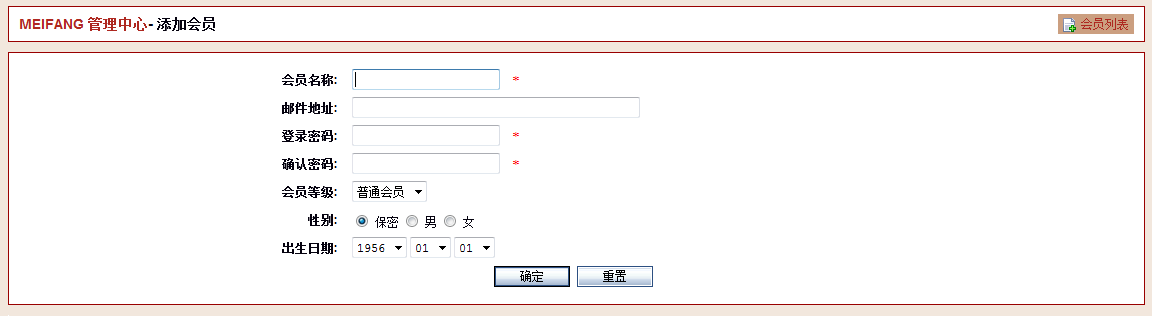 MEIFANG 管理中心 - 添加会员 会员列表
会员名称: *
邮件地址:
登录密码: *
确认密码: *
会员等级: 普通会员
性别: 保密 男 女
出生日期: 1956 01 01
确定 重置